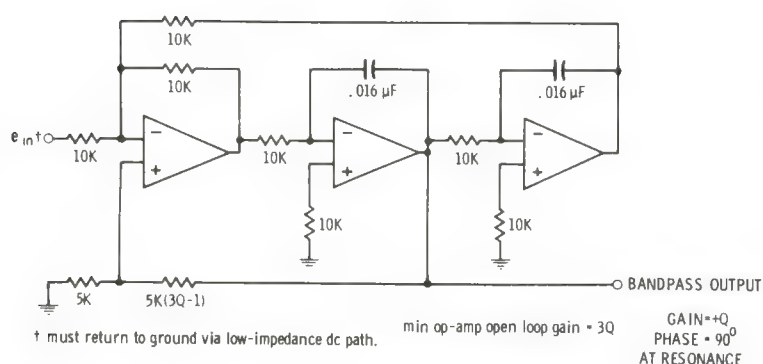 10K
10K
.016 µF
.016 µF
e in †
10K
−
+
10K
−
+
10K
−
+
10K
10K
5K
5K(3Q-1)
BANDPASS OUTPUT
† must return to ground via low-impedance dc path.
min op-amp open loop gain = 3Q
GAIN=+Q
PHASE = 90°
AT RESONANCE